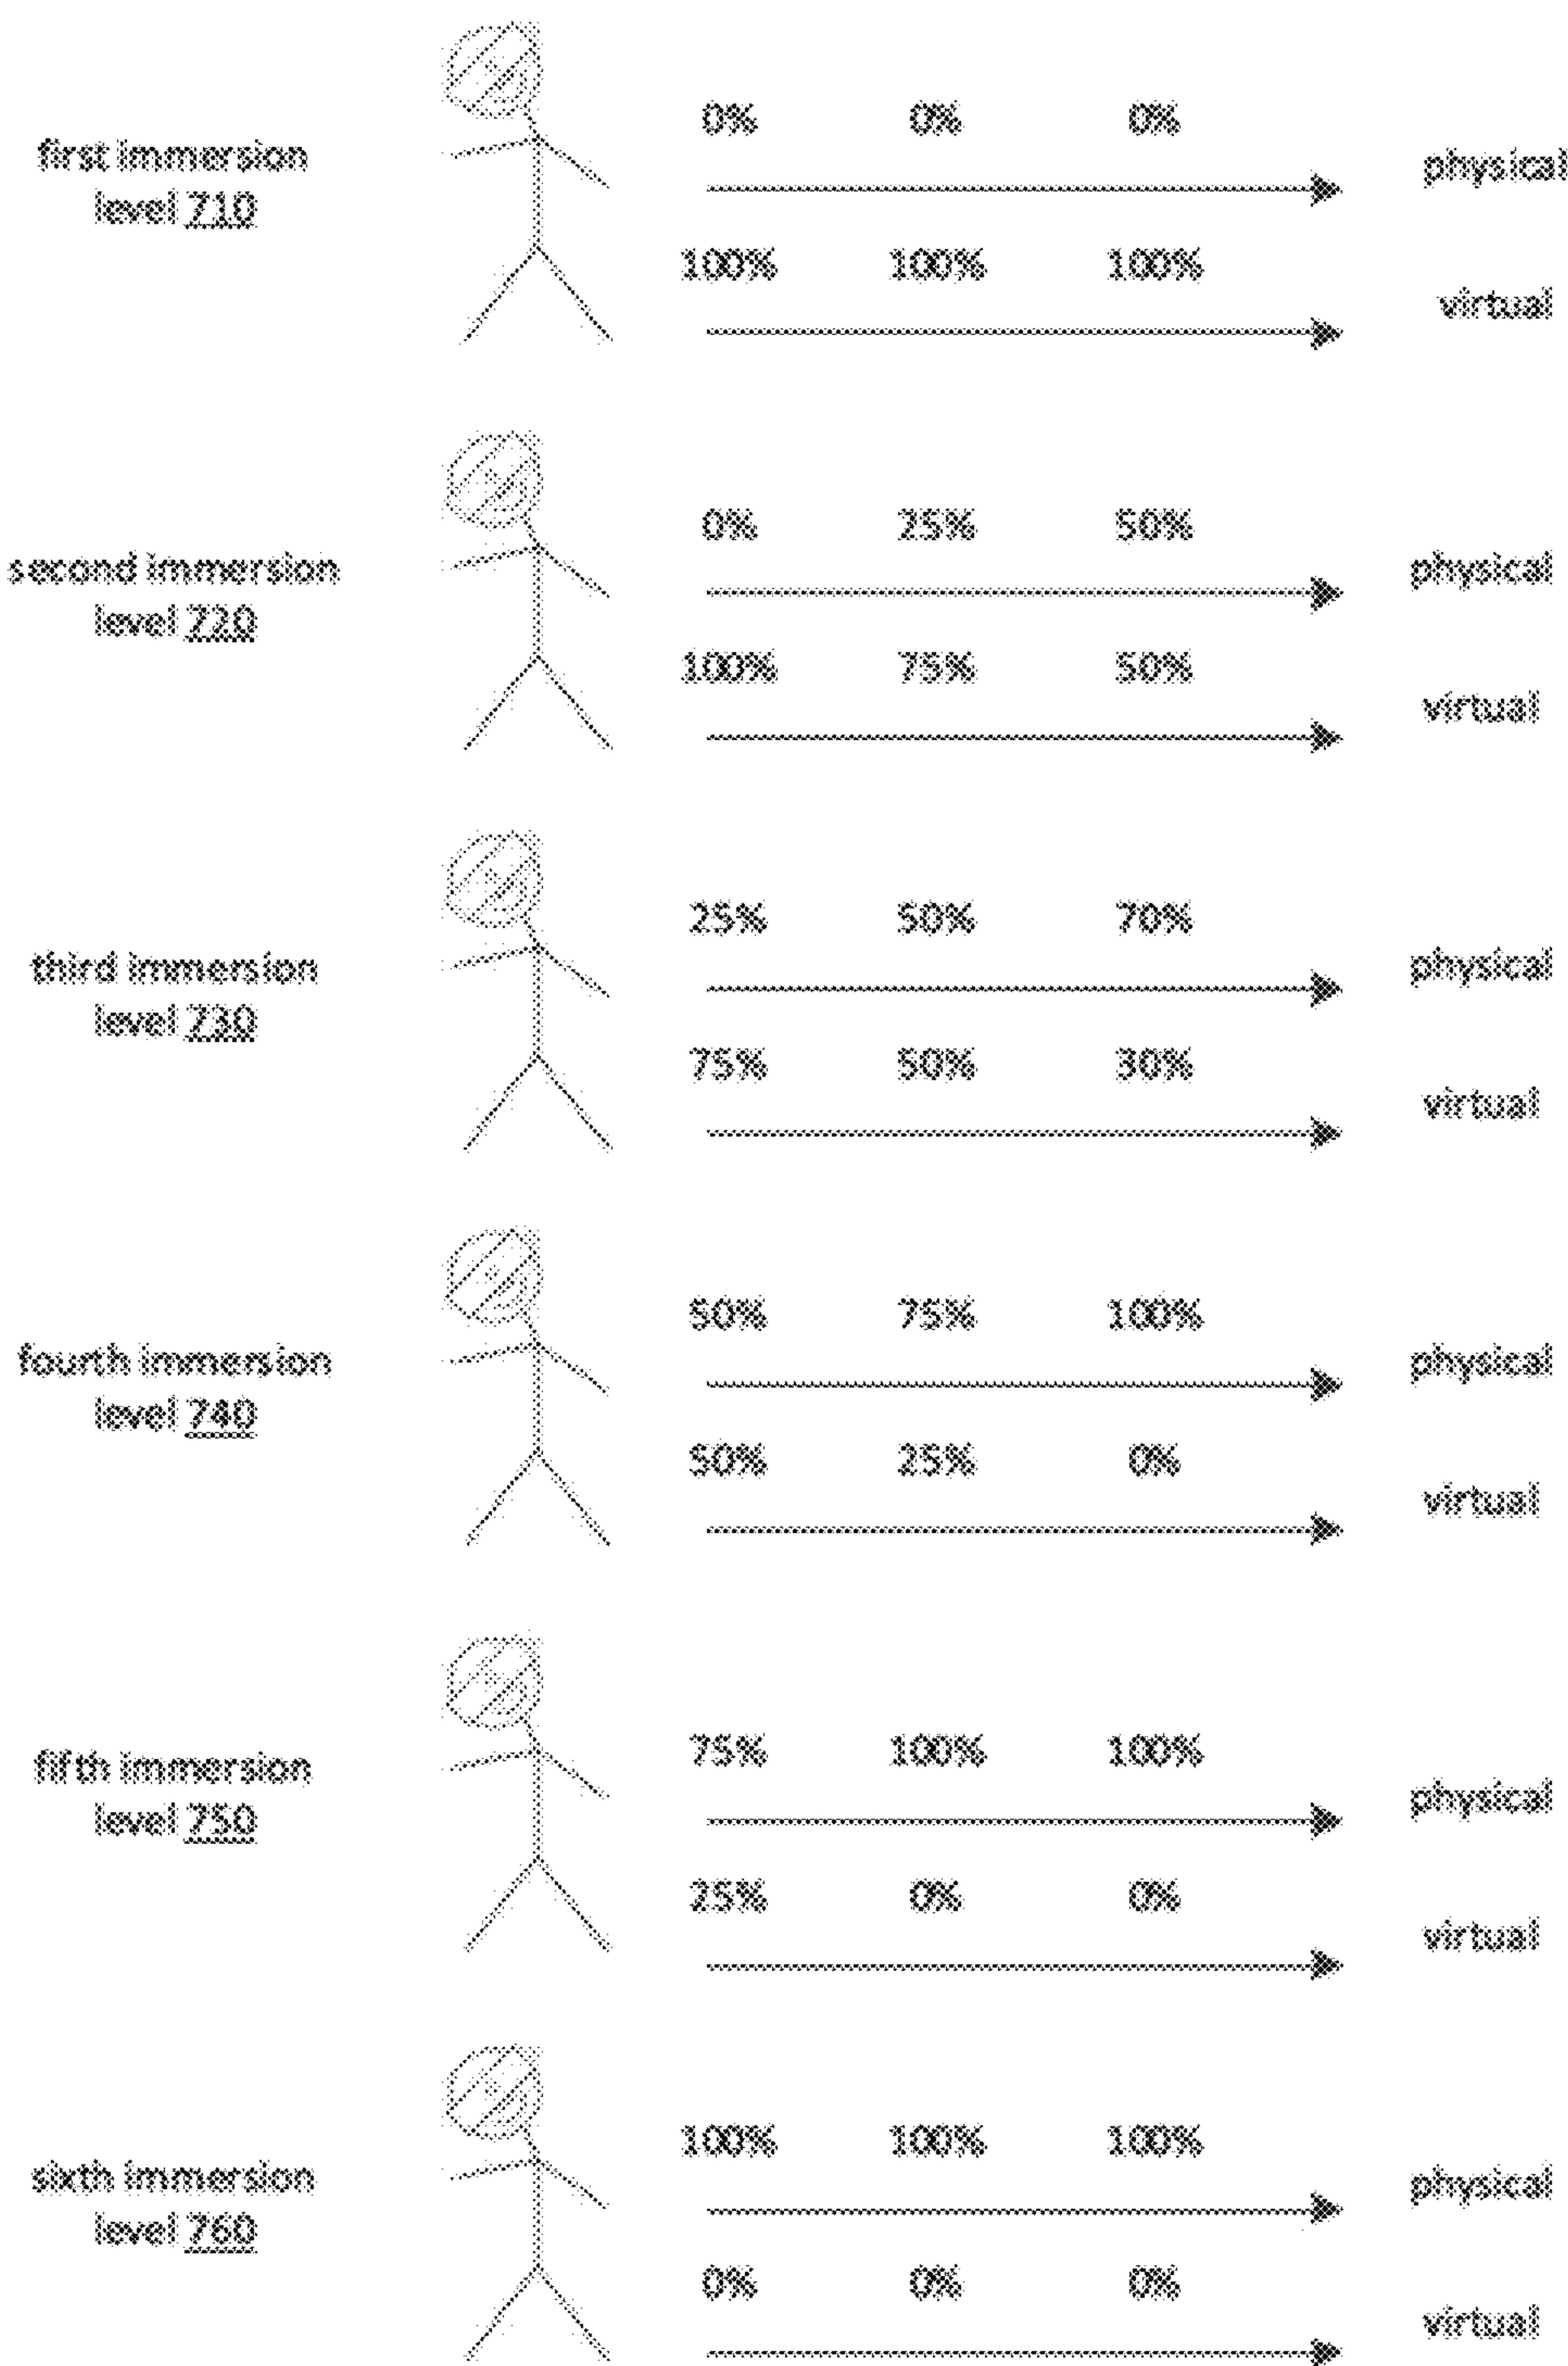 0% 0% 0%
first immersion
level 710
physical
100% 100% 100%
virtual
0% 25% 50%
second immersion
level 720
physical
100% 75% 50%
virtual
25% 50% 70%
third immersion
level 730
physical
75% 50% 30%
virtual
50% 75% 100%
fourth immersion
level 740
physical
50% 25% 0%
virtual
75% 100% 100%
fifth immersion
level 750
physical
25% 0% 0%
virtual
100% 100% 100%
sixth immersion
level 760
physical
0% 0% 0%
virtual